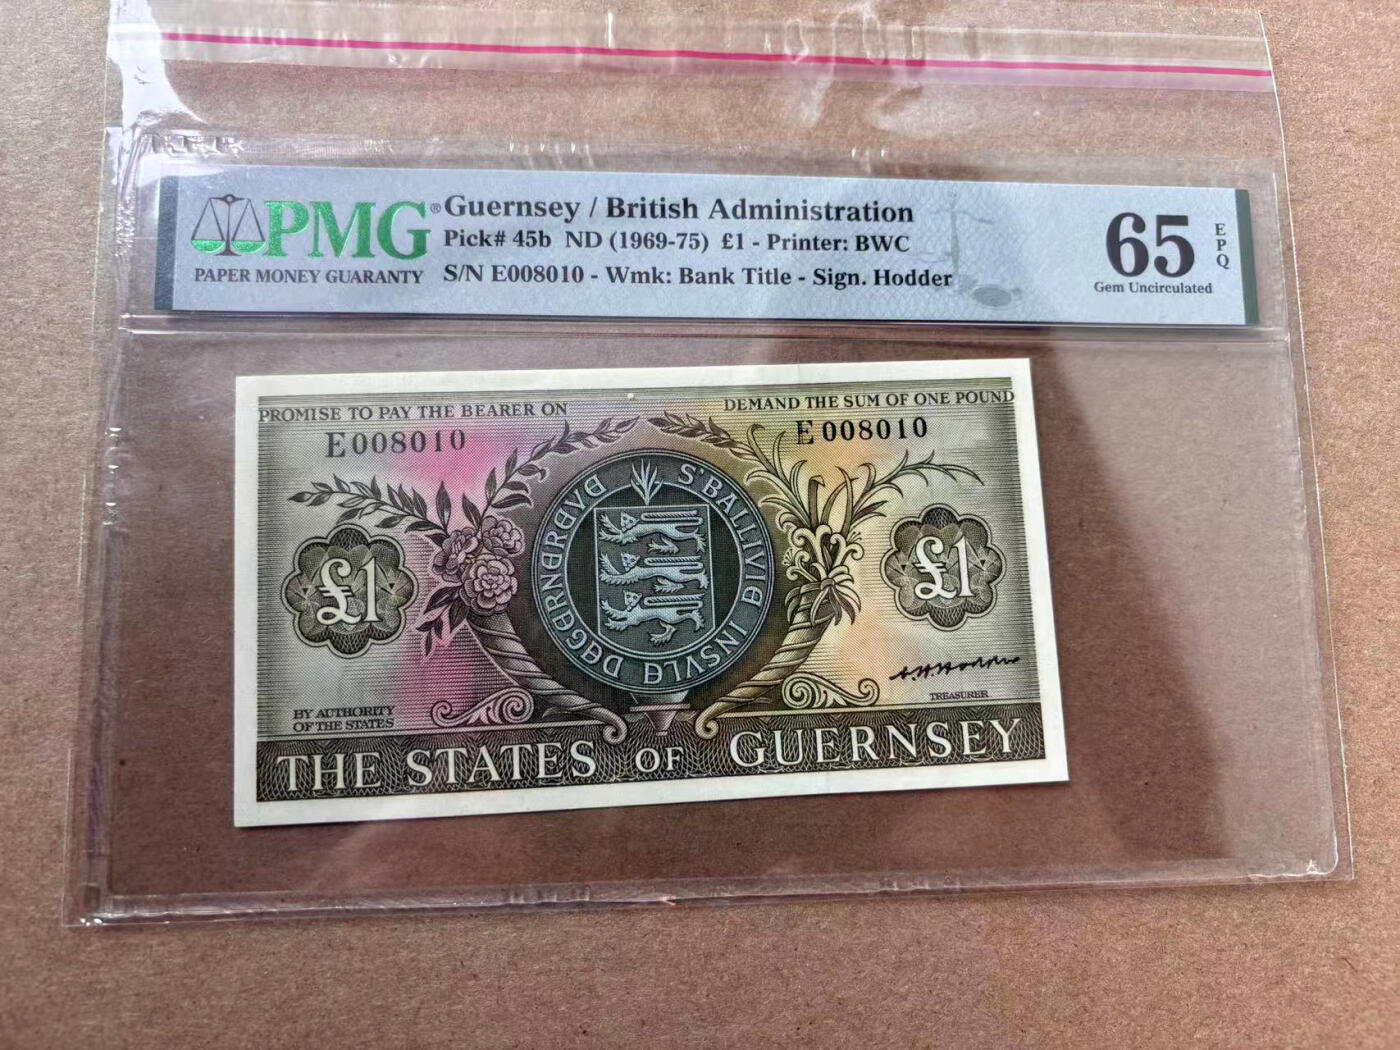 PMG®
PAPER MONEY GUARANTY
Guernsey / British Administration
Pick# 45b ND (1969-75) £1 - Printer: BWC
S/N E008010 - Wmk: Bank Title - Sign. Hodder
65
EPQ
Gem Uncirculated
PROMISE TO PAY THE BEARER ON
DEMAND THE SUM OF ONE POUND
E008010
E008010
S'BALLIVIE INSVLE DEGERNEREYE
£1
£1
BY AUTHORITY
OF THE STATES
TREASURER
THE STATES OF GUERNSEY